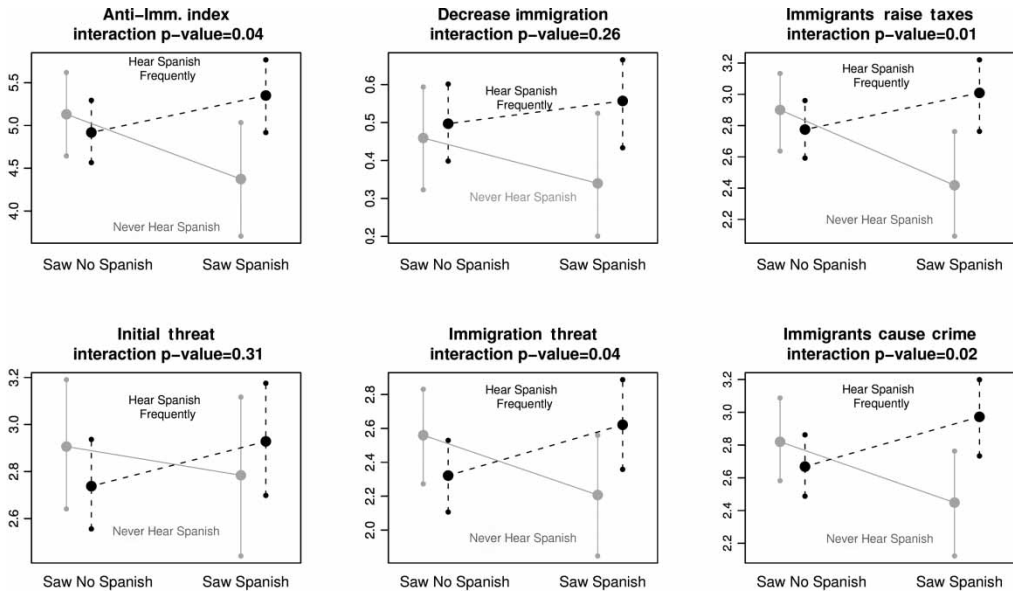 Anti-Imm. index
interaction p-value=0.04
Hear Spanish
Frequently
5.5
5.0
4.5
4.0
Never Hear Spanish
Saw No Spanish
Saw Spanish
Decrease immigration
interaction p-value=0.26
0.6
Hear Spanish
Frequently
0.5
0.4
0.3
Never Hear Spanish
0.2
Saw No Spanish
Saw Spanish
Immigrants raise taxes
interaction p-value=0.01
3.2
Hear Spanish
Frequently
3.0
2.8
2.6
2.4
2.2
Never Hear Spanish
Saw No Spanish
Saw Spanish
Initial threat
interaction p-value=0.31
3.2
Hear Spanish
Frequently
3.0
2.8
2.6
Never Hear Spanish
Saw No Spanish
Saw Spanish
Immigration threat
interaction p-value=0.04
2.8
Hear Spanish
Frequently
2.6
2.4
2.2
2.0
Never Hear Spanish
Saw No Spanish
Saw Spanish
Immigrants cause crime
interaction p-value=0.02
3.2
Hear Spanish
Frequently
3.0
2.8
2.6
2.4
2.2
Never Hear Spanish
Saw No Spanish
Saw Spanish